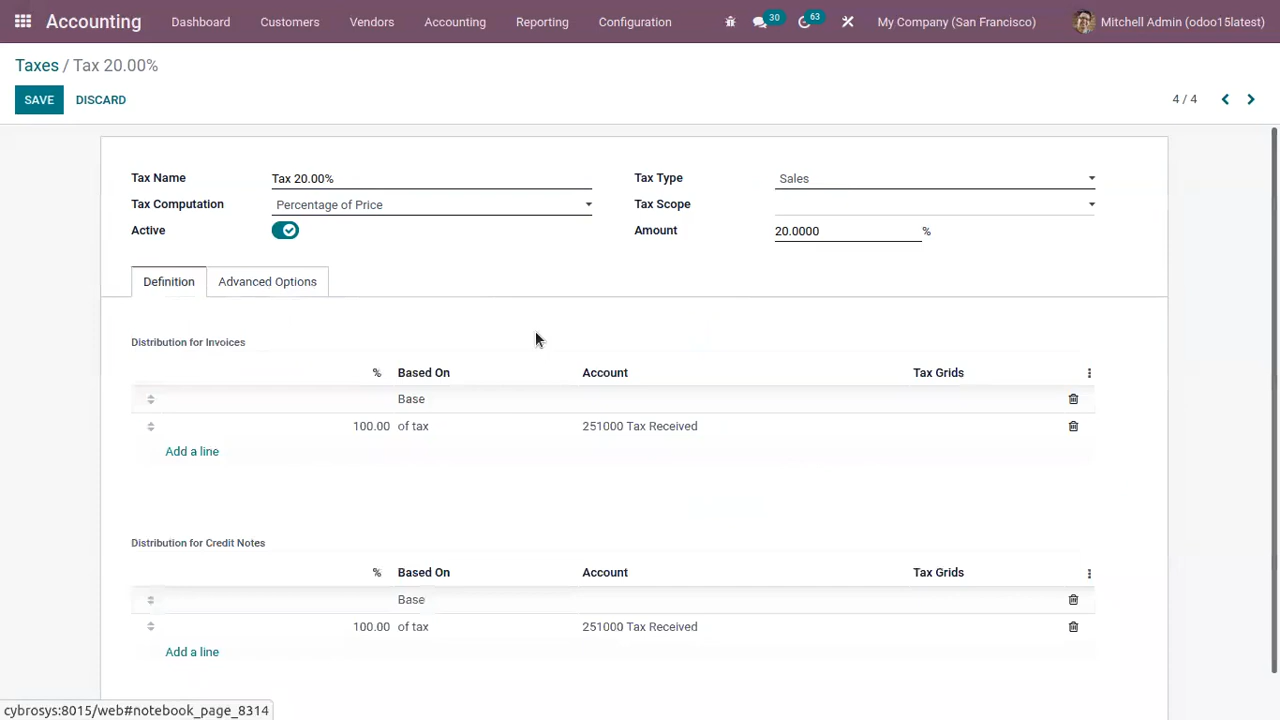 Accounting Dashboard Customers Vendors Accounting Reporting Configuration 30 63 My Company (San Francisco) Mitchell Admin (odoo15latest)
Taxes / Tax 20.00%
SAVE DISCARD 4 / 4
Tax Name Tax 20.00% Tax Type Sales
Tax Computation Percentage of Price Tax Scope
Active Amount 20.0000 %
Definition Advanced Options
Distribution for Invoices
% Based On Account Tax Grids
Base
100.00 of tax 251000 Tax Received
Add a line
Distribution for Credit Notes
% Based On Account Tax Grids
Base
100.00 of tax 251000 Tax Received
Add a line
cybrosys:8015/web#notebook_page_8314